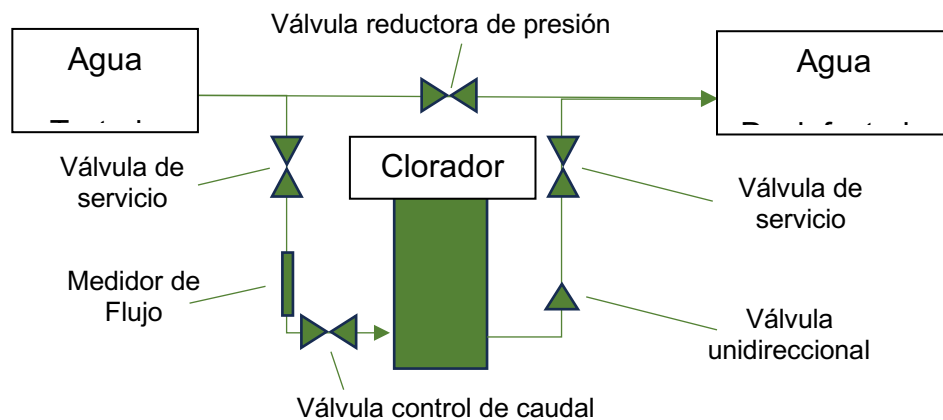 Válvula reductora de presión
Agua
Agua
Clorador
Válvula de
servicio
Válvula de
servicio
Medidor de
Flujo
Válvula
unidireccional
Válvula control de caudal